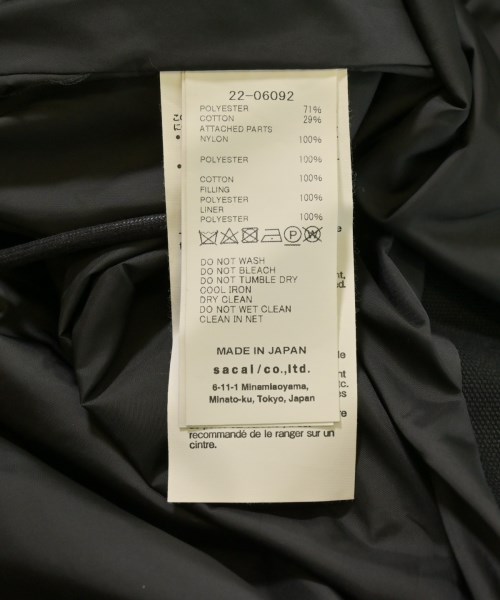 22-06092
POLYESTER 71%
COTTON 29%
ATTACHED PARTS
NYLON 100%
POLYESTER 100%
COTTON 100%
FILLING
POLYESTER 100%
LINER
POLYESTER 100%
P W
DO NOT WASH
DO NOT BLEACH
DO NOT TUMBLE DRY
COOL IRON
DRY CLEAN
DO NOT WET CLEAN
CLEAN IN NET
MADE IN JAPAN
sacai/co.,ltd.
6-11-1 Minamiaoyama,
Minato-ku, Tokyo, Japan
recommandé de le ranger sur un
cintre.